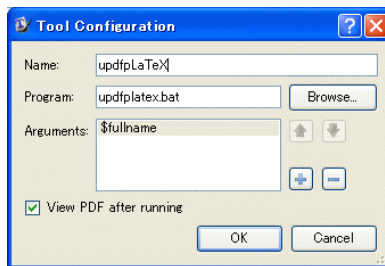 Tool Configuration
Name: updfpLaTeX
Program: updfplatex.bat Browse...
Arguments: $fullname
View PDF after running
OK Cancel